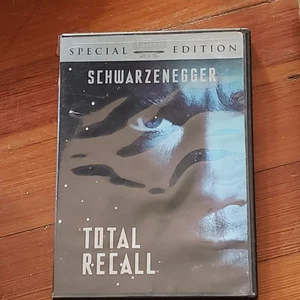 SPECIAL EDITION
SCHWARZENEGGER
TOTAL
RECALL